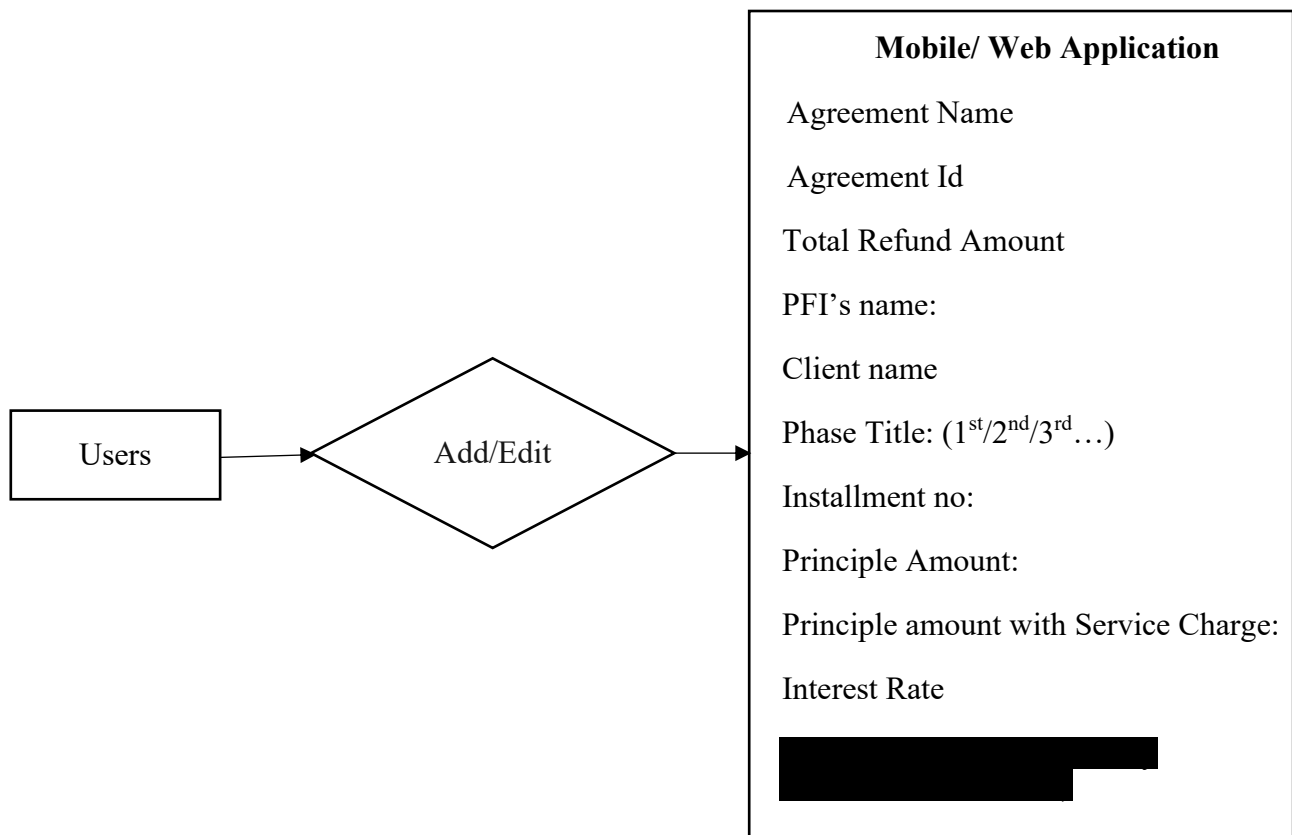 Mobile/ Web Application
Agreement Name
Agreement Id
Total Refund Amount
PFI’s name:
Client name
Users
Add/Edit
Phase Title: (1st/2nd/3rd…)
Installment no:
Principle Amount:
Principle amount with Service Charge:
Interest Rate